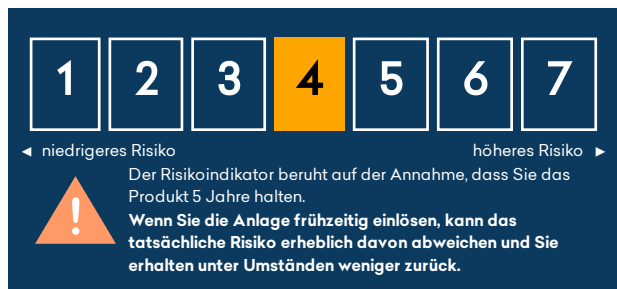 1 2 3 4 5 6 7
◄ niedrigeres Risiko höheres Risiko ►
Der Risikoindikator beruht auf der Annahme, dass Sie das
Produkt 5 Jahre halten.
Wenn Sie die Anlage frühzeitig einlösen, kann das
tatsächliche Risiko erheblich davon abweichen und Sie
erhalten unter Umständen weniger zurück.
!